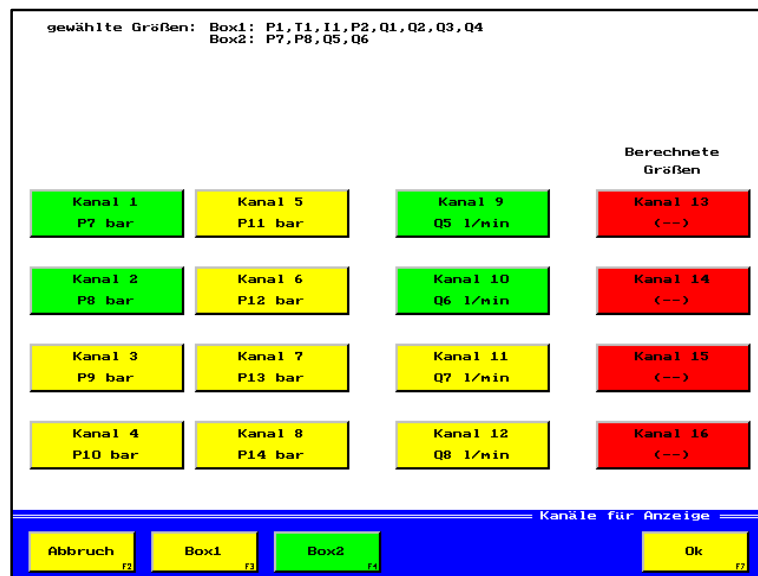 gewählte Größen: Box1: P1,T1,I1,P2,Q1,Q2,Q3,Q4
Box2: P7,P8,Q5,Q6
Berechnete
Größen
Kanal 1
P7 bar
Kanal 5
P11 bar
Kanal 9
Q5 l/min
Kanal 13
(--)
Kanal 2
P8 bar
Kanal 6
P12 bar
Kanal 10
Q6 l/min
Kanal 14
(--)
Kanal 3
P9 bar
Kanal 7
P13 bar
Kanal 11
Q7 l/min
Kanal 15
(--)
Kanal 4
P10 bar
Kanal 8
P14 bar
Kanal 12
Q8 l/min
Kanal 16
(--)
Kanäle für Anzeige
Abbruch
F2
Box1
F3
Box2
F4
Ok
F7